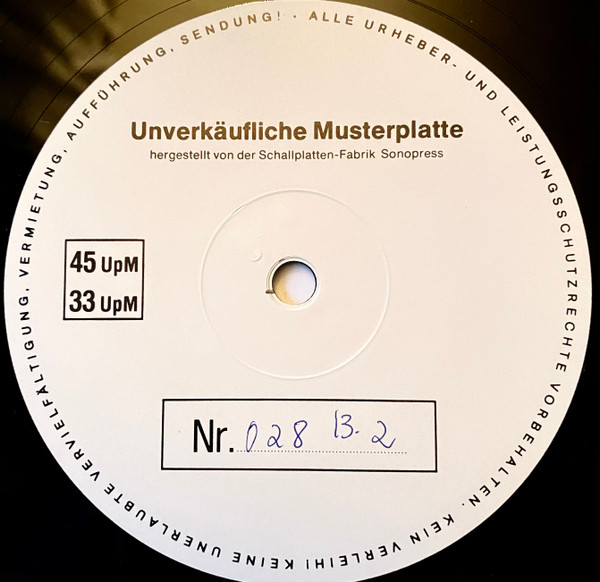 ALLE URHEBER- UND LEISTUNGSSCHUTZRECHTE VORBEHALTEN. KEIN VERLEIH! KEINE UNERLAUBTE VERVIELFÄLTIGUNG, VERMIETUNG, AUFFÜHRUNG, SENDUNG! ·
Unverkäufliche Musterplatte
hergestellt von der Schallplatten-Fabrik Sonopress
45 UpM
33 UpM
Nr. 028 B.2